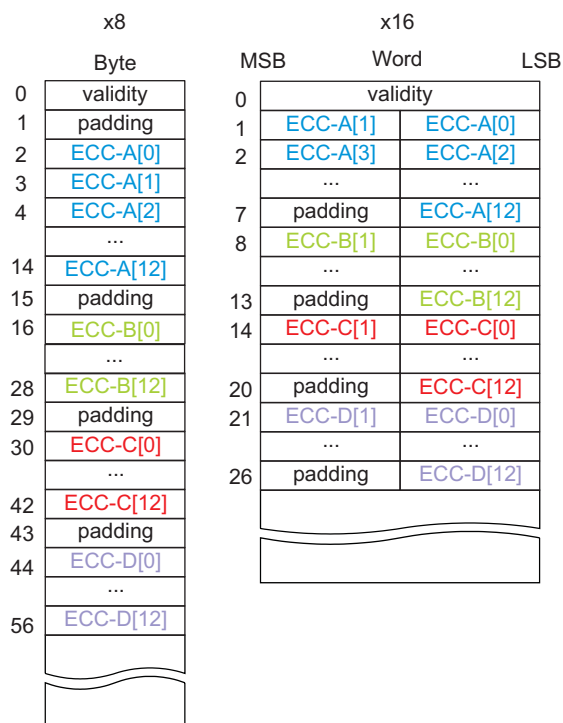 x8
Byte
0 validity
1 padding
2 ECC-A[0]
3 ECC-A[1]
4 ECC-A[2]
...
14 ECC-A[12]
15 padding
16 ECC-B[0]
...
28 ECC-B[12]
29 padding
30 ECC-C[0]
...
42 ECC-C[12]
43 padding
44 ECC-D[0]
...
56 ECC-D[12]
x16
MSB Word LSB
0 validity
1 ECC-A[1] ECC-A[0]
2 ECC-A[3] ECC-A[2]
... ...
7 padding ECC-A[12]
8 ECC-B[1] ECC-B[0]
... ...
13 padding ECC-B[12]
14 ECC-C[1] ECC-C[0]
... ...
20 padding ECC-C[12]
21 ECC-D[1] ECC-D[0]
... ...
26 padding ECC-D[12]